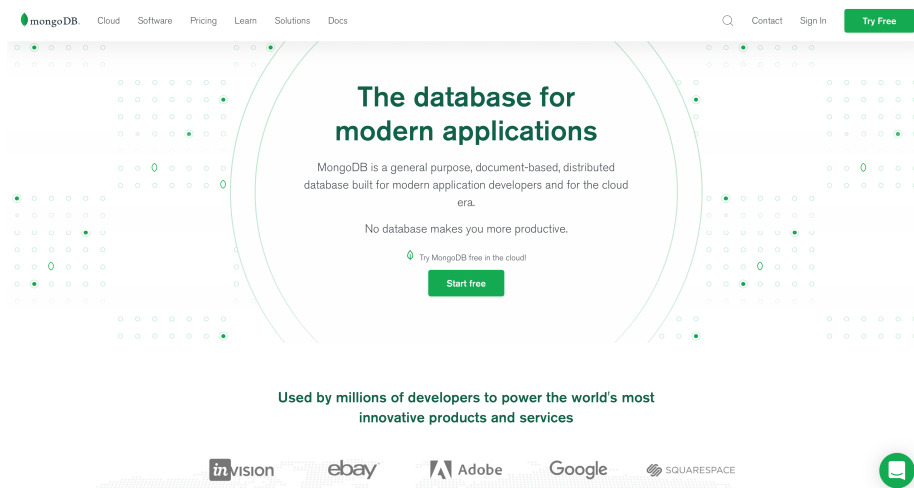 mongoDB.
Cloud
Software
Pricing
Learn
Solutions
Docs
Contact
Sign In
Try Free
The database for
modern applications
MongoDB is a general purpose, document-based, distributed
database built for modern application developers and for the cloud
era.
No database makes you more productive.
Try MongoDB free in the cloud!
Start free
Used by millions of developers to power the world's most
innovative products and services
inVISION
ebay
Adobe
Google
SQUARESPACE